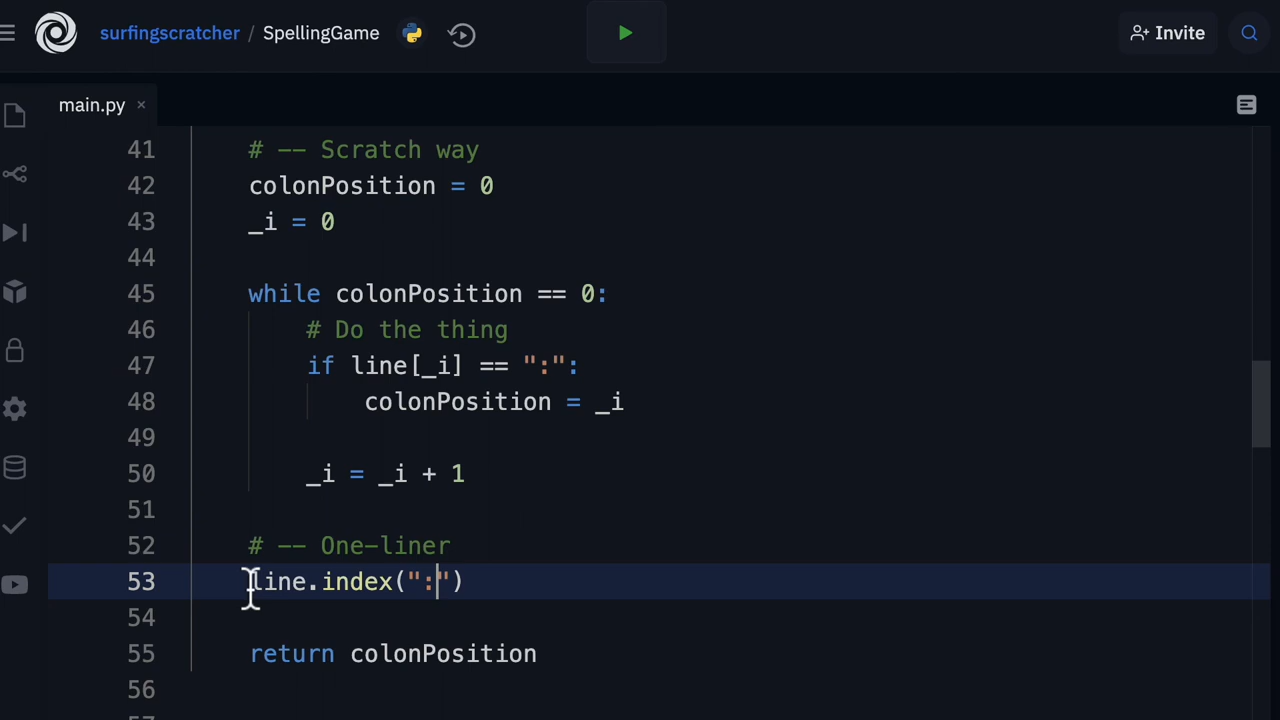 surfingscratcher / SpellingGame
Invite
main.py ×
41 # -- Scratch way
42 colonPosition = 0
43 _i = 0
44
45 while colonPosition == 0:
46 # Do the thing
47 if line[_i] == ":":
48 colonPosition = _i
49
50 _i = _i + 1
51
52 # -- One-liner
53 line.index(":")
54
55 return colonPosition
56